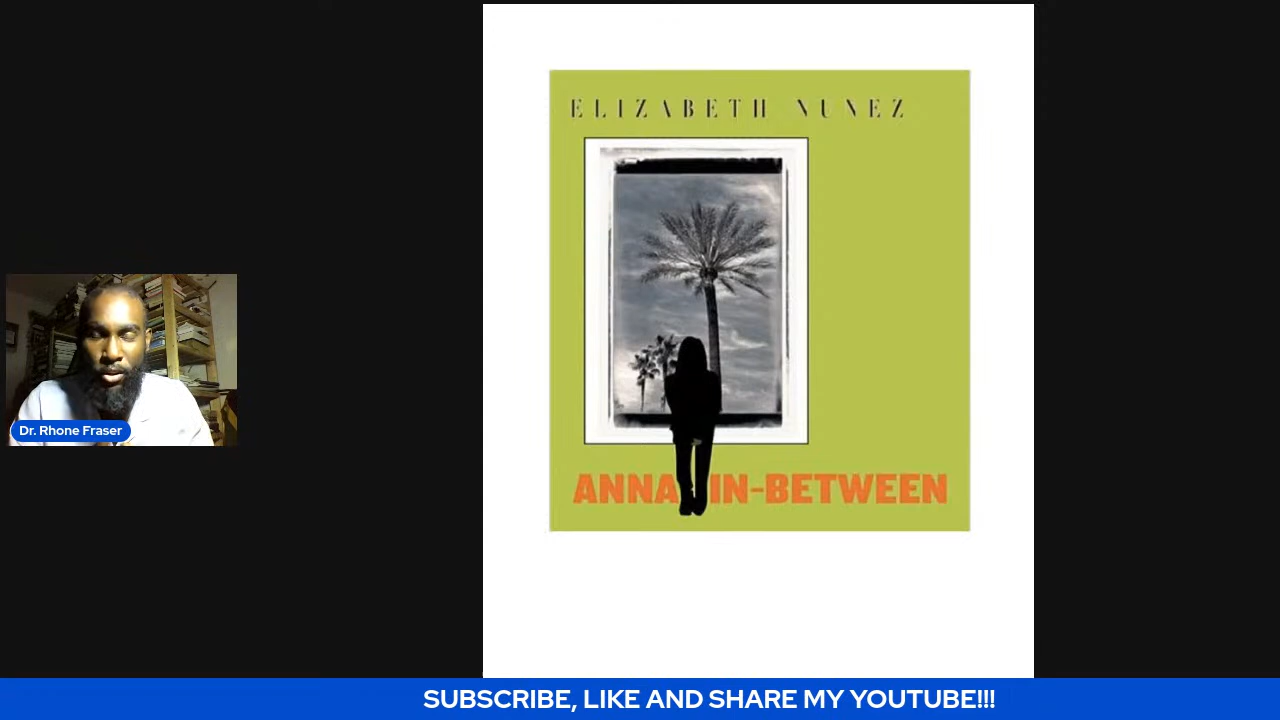 ELIZABETH NUNEZ
ANNA IN-BETWEEN
Dr. Rhone Fraser
SUBSCRIBE, LIKE AND SHARE MY YOUTUBE!!!